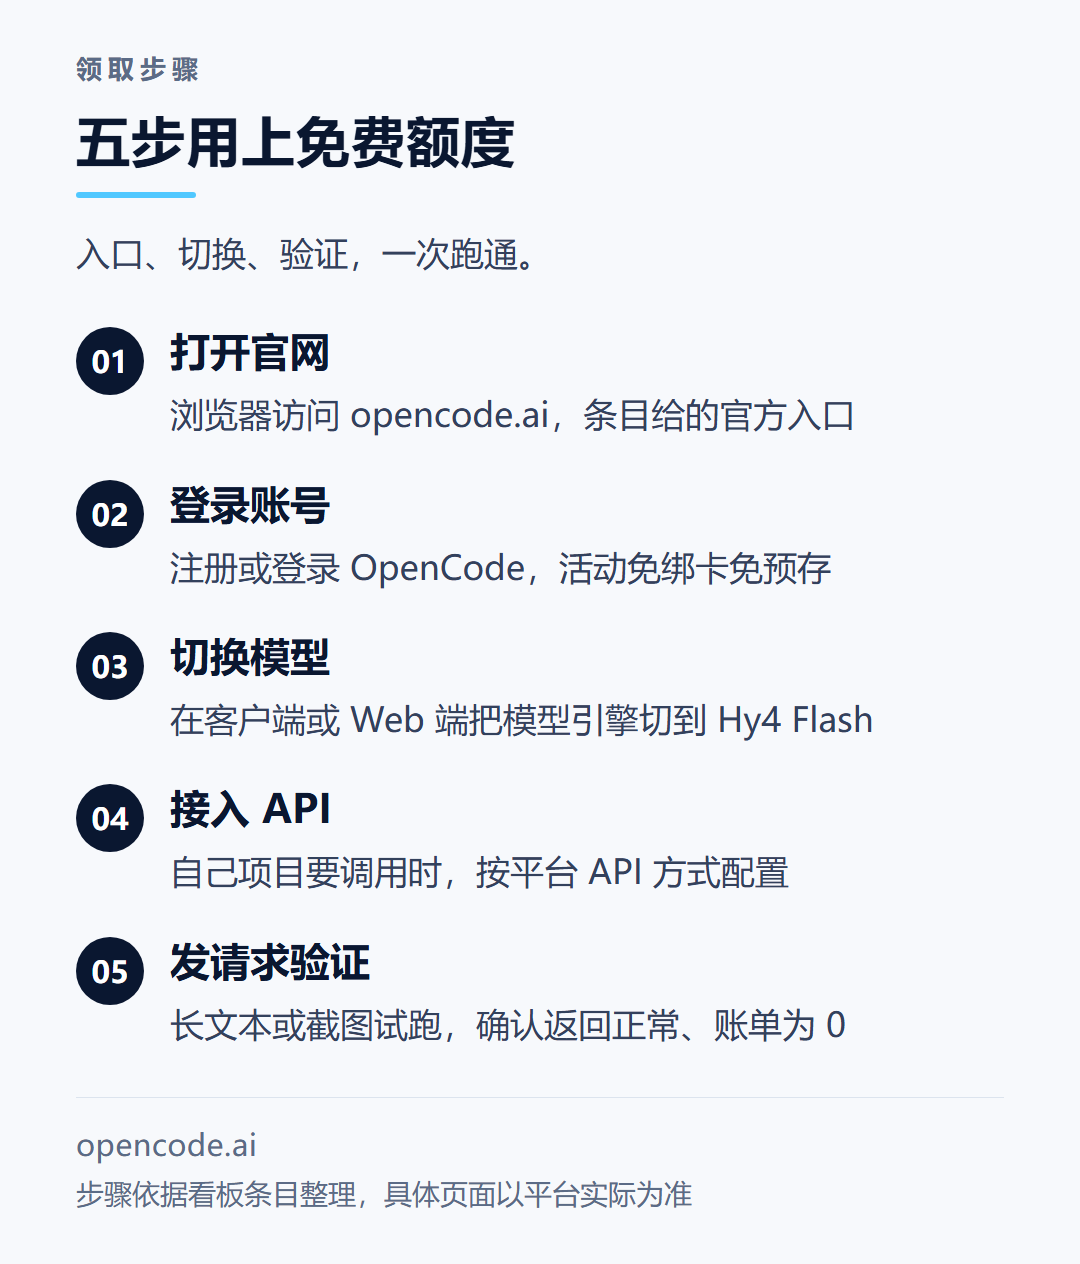 领取步骤
五步用上免费额度
入口、切换、验证，一次跑通。
01 打开官网
浏览器访问 opencode.ai，条目给的官方入口
02 登录账号
注册或登录 OpenCode，活动免绑卡免预存
03 切换模型
在客户端或 Web 端把模型引擎切到 Hy4 Flash
04 接入 API
自己项目要调用时，按平台 API 方式配置
05 发请求验证
长文本或截图试跑，确认返回正常、账单为 0
opencode.ai
步骤依据看板条目整理，具体页面以平台实际为准